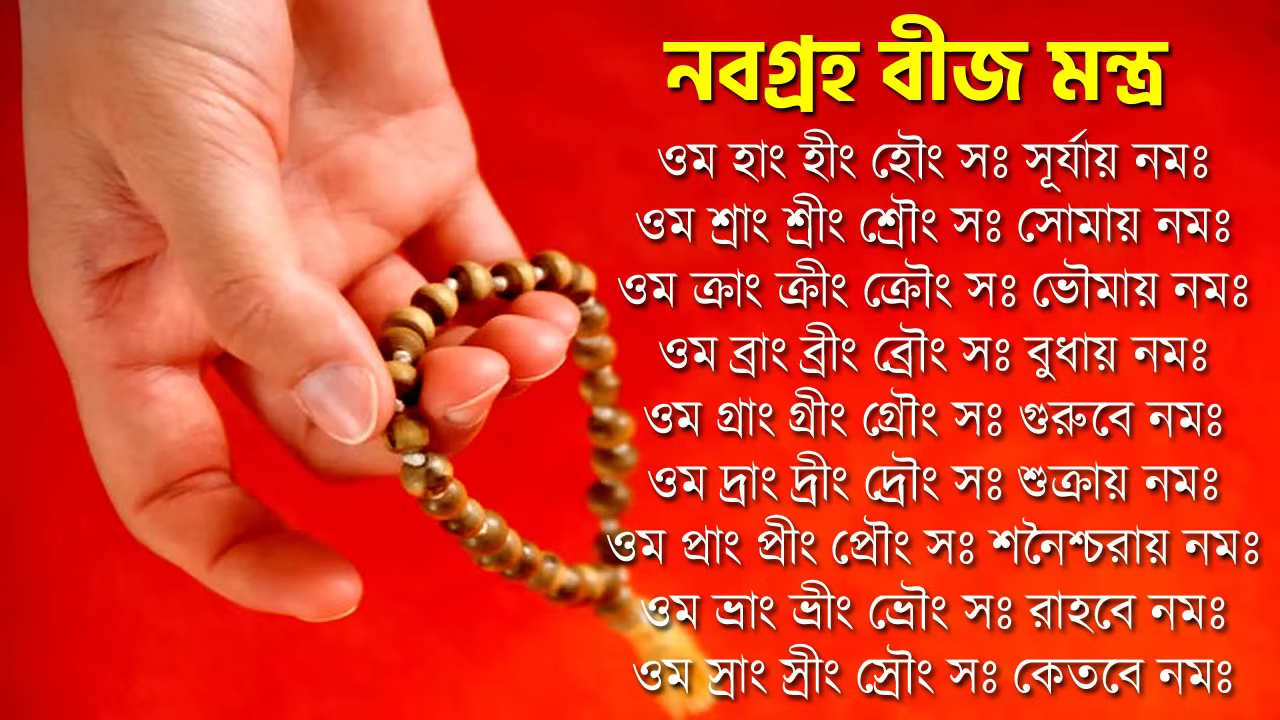 নবগ্রহ বীজ মন্ত্র
ওম হাং হীং হৌং সঃ সূর্যায় নমঃ
ওম শ্রাং শ্রীং শ্রৌং সঃ সোমায় নমঃ
ওম ক্রাং ক্রীং ক্রৌং সঃ ভৌমায় নমঃ
ওম ব্রাং ব্রীং ব্রৌং সঃ বুধায় নমঃ
ওম গ্রাং গ্রীং গ্রৌং সঃ গুরুবে নমঃ
ওম দ্রাং দ্রীং দ্রৌং সঃ শুক্রায় নমঃ
ওম প্রাং প্রীং প্রৌং সঃ শনৈশ্চরায় নমঃ
ওম ভ্রাং ভ্রীং ভ্রৌং সঃ রাহবে নমঃ
ওম স্রাং স্রীং স্রৌং সঃ কেতবে নমঃ